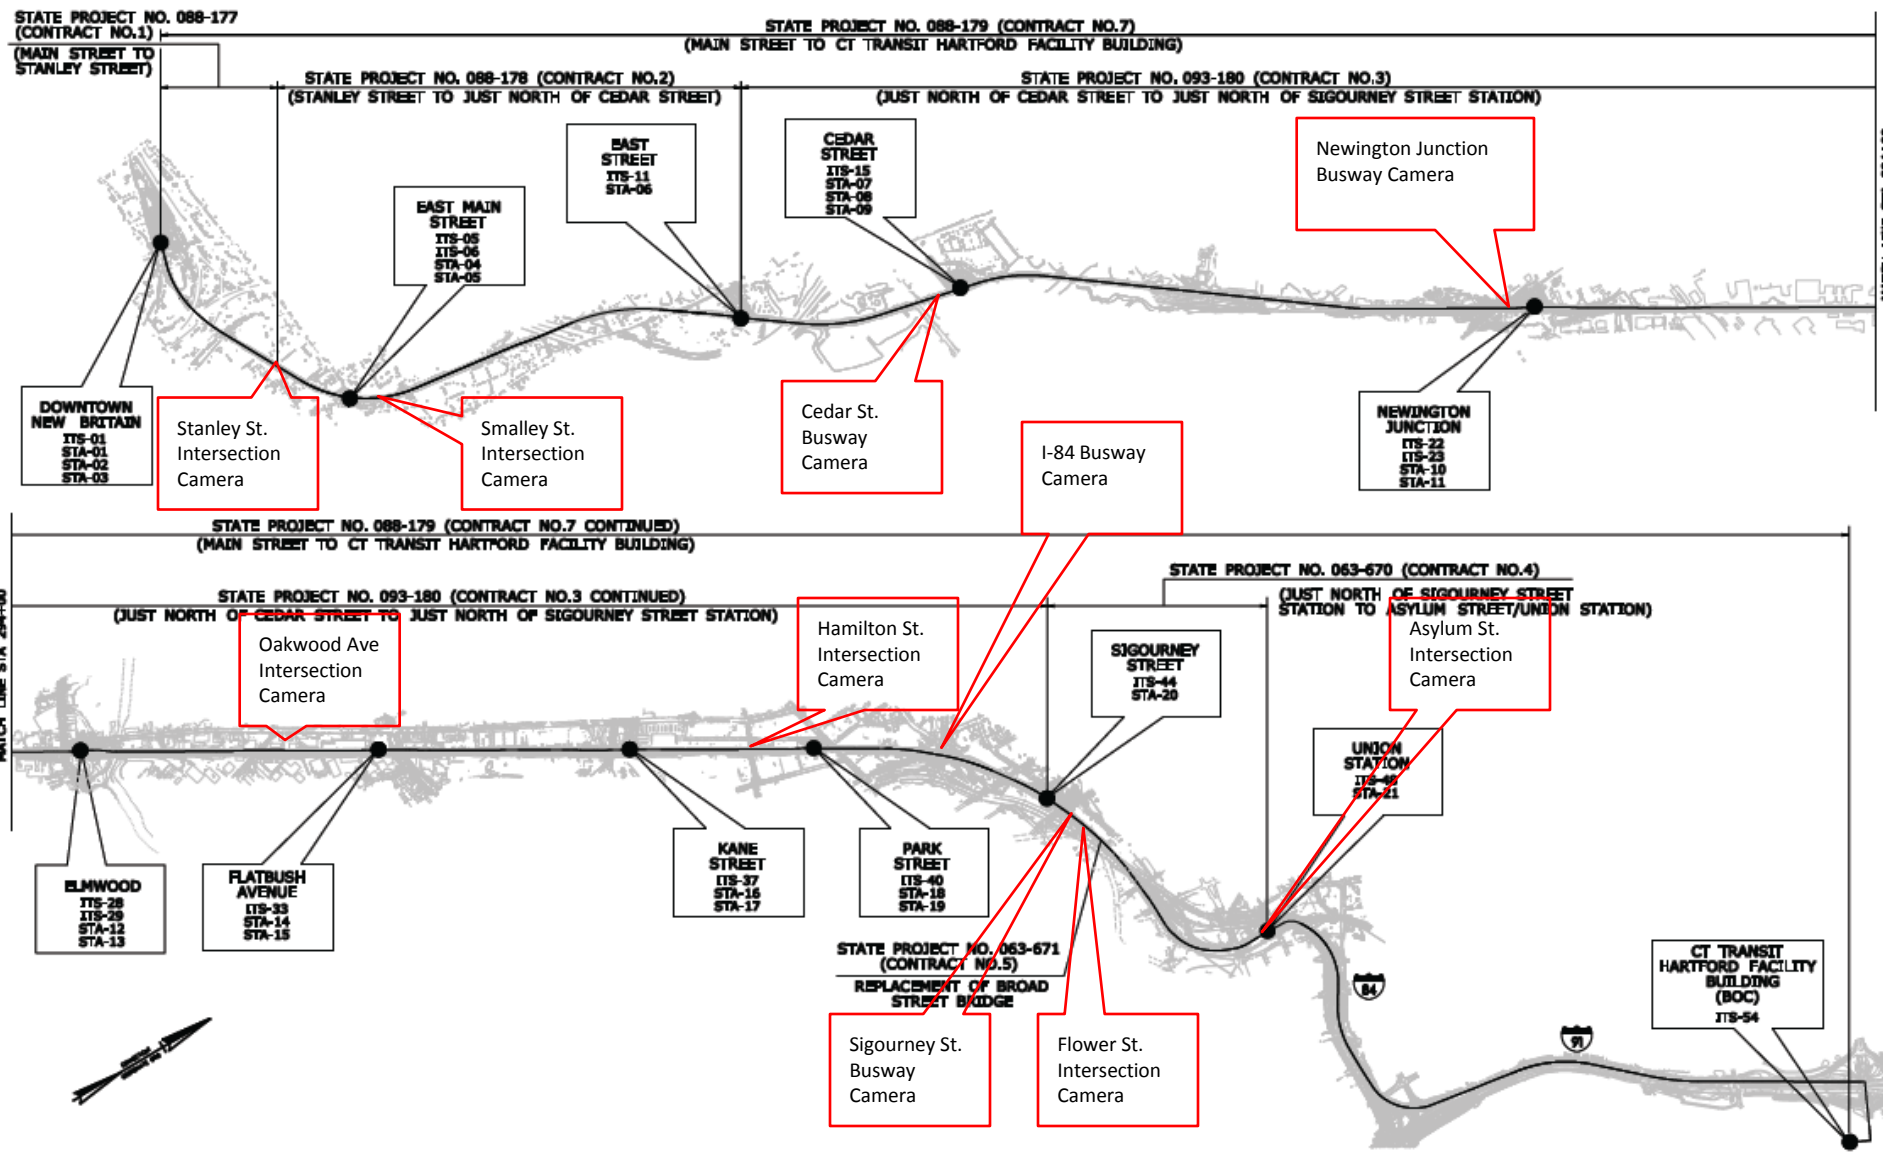 STATE PROJECT NO. 088-177
(CONTRACT NO.1)
(MAIN STREET TO
STANLEY STREET)
STATE PROJECT NO. 088-179 (CONTRACT NO.7)
(MAIN STREET TO CT TRANSIT HARTFORD FACILITY BUILDING)
STATE PROJECT NO. 088-178 (CONTRACT NO.2)
(STANLEY STREET TO JUST NORTH OF CEDAR STREET)
STATE PROJECT NO. 093-180 (CONTRACT NO.3)
(JUST NORTH OF CEDAR STREET TO JUST NORTH OF SIGOURNEY STREET STATION)
EAST
STREET
ITS-11
STA-06
CEDAR
STREET
ITS-15
STA-07
STA-08
STA-09
Newington Junction
Busway Camera
EAST MAIN
STREET
ITS-05
ITS-06
STA-04
STA-05
DOWNTOWN
NEW BRITAIN
ITS-01
STA-01
STA-02
STA-03
Stanley St.
Intersection
Camera
Smalley St.
Intersection
Camera
Cedar St.
Busway
Camera
I-84 Busway
Camera
NEWINGTON
JUNCTION
ITS-22
ITS-23
STA-10
STA-11
STATE PROJECT NO. 088-179 (CONTRACT NO.7 CONTINUED)
(MAIN STREET TO CT TRANSIT HARTFORD FACILITY BUILDING)
STATE PROJECT NO. 093-180 (CONTRACT NO.3 CONTINUED)
(JUST NORTH OF CEDAR STREET TO JUST NORTH OF SIGOURNEY STREET STATION)
STATE PROJECT NO. 063-670 (CONTRACT NO.4)
(JUST NORTH OF SIGOURNEY STREET
STATION TO ASYLUM STREET/UNION STATION)
MATCH LINE STA 294+00
Oakwood Ave
Intersection
Camera
Hamilton St.
Intersection
Camera
SIGOURNEY
STREET
ITS-44
STA-20
Asylum St.
Intersection
Camera
UNION
STATION
STA-21
ELMWOOD
ITS-28
ITS-29
STA-12
STA-13
FLATBUSH
AVENUE
ITS-33
STA-14
STA-15
KANE
STREET
ITS-37
STA-16
STA-17
PARK
STREET
ITS-40
STA-18
STA-19
STATE PROJECT NO. 063-671
(CONTRACT NO.5)
REPLACEMENT OF BROAD
STREET BRIDGE
Sigourney St.
Busway
Camera
Flower St.
Intersection
Camera
84
91
CT TRANSIT
HARTFORD FACILITY
BUILDING
(BOC)
ITS-54